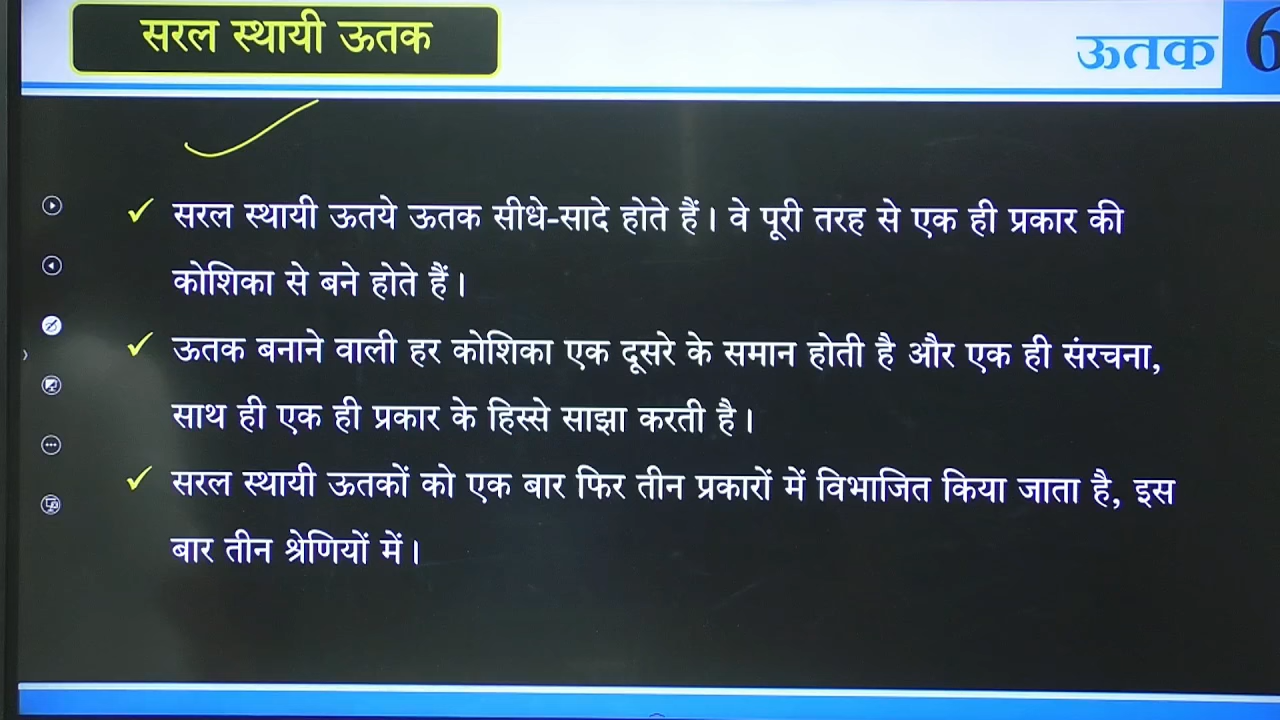 सरल स्थायी ऊतक
ऊतक 6
सरल स्थायी ऊतये ऊतक सीधे-सादे होते हैं। वे पूरी तरह से एक ही प्रकार की
कोशिका से बने होते हैं।
ऊतक बनाने वाली हर कोशिका एक दूसरे के समान होती है और एक ही संरचना,
साथ ही एक ही प्रकार के हिस्से साझा करती है।
सरल स्थायी ऊतकों को एक बार फिर तीन प्रकारों में विभाजित किया जाता है, इस
बार तीन श्रेणियों में।